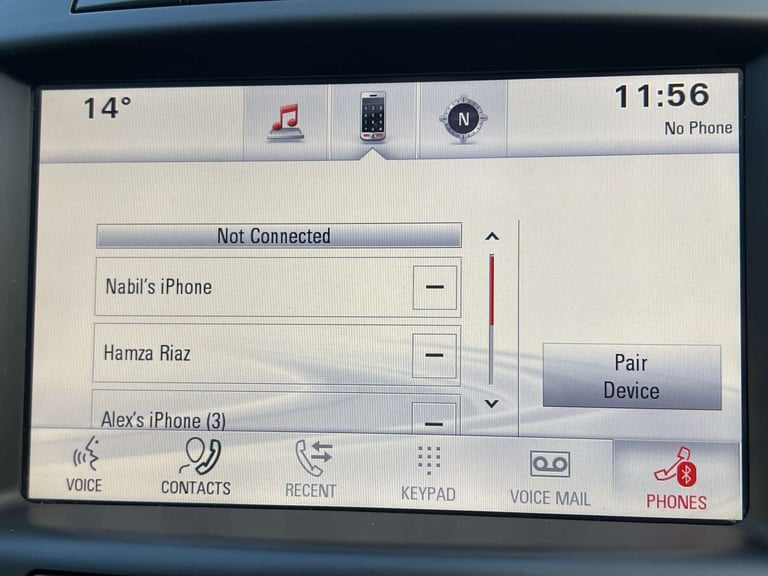 14°
N
11:56
No Phone
Not Connected
Nabil's iPhone
Hamza Riaz
Alex's iPhone (3)
Pair
Device
VOICE
CONTACTS
RECENT
KEYPAD
VOICE MAIL
PHONES